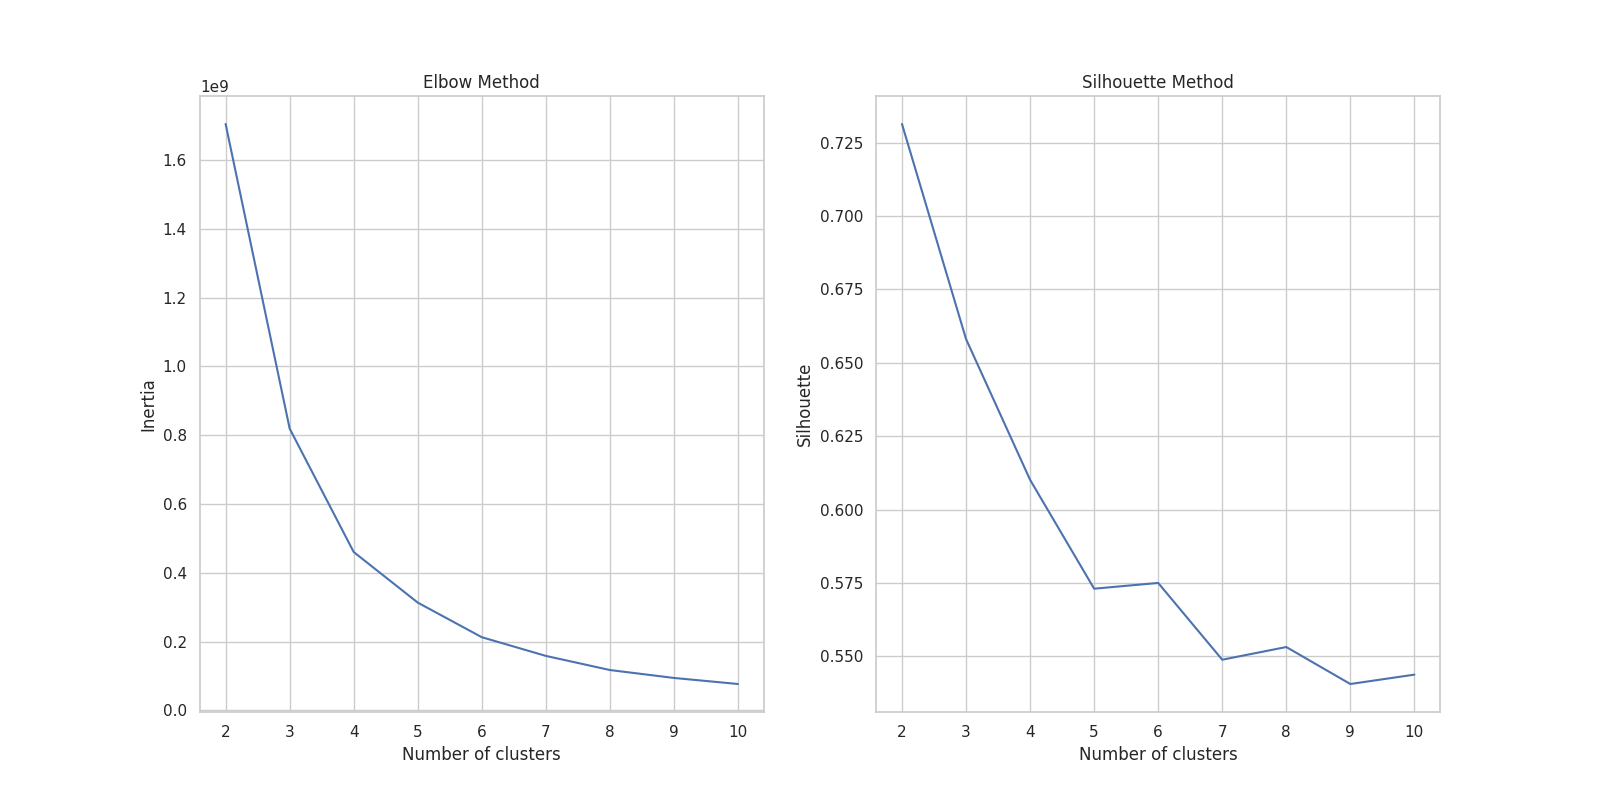 Elbow Method
1e9
1.6
1.4
1.2
1.0
0.8
0.6
0.4
0.2
0.0
Inertia
2 3 4 5 6 7 8 9 10
Number of clusters
Silhouette Method
0.725
0.700
0.675
0.650
0.625
0.600
0.575
0.550
Silhouette
2 3 4 5 6 7 8 9 10
Number of clusters